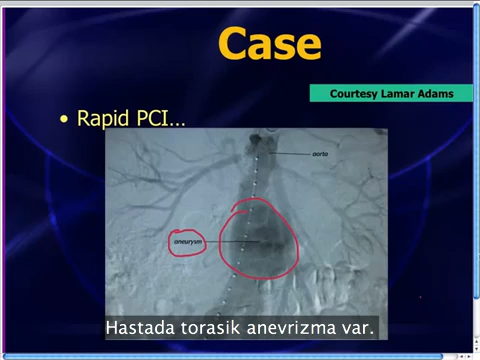 Case
Courtesy Lamar Adams
• Rapid PCI...
aorta
aneurysm
Hastada torasik anevrizma var.